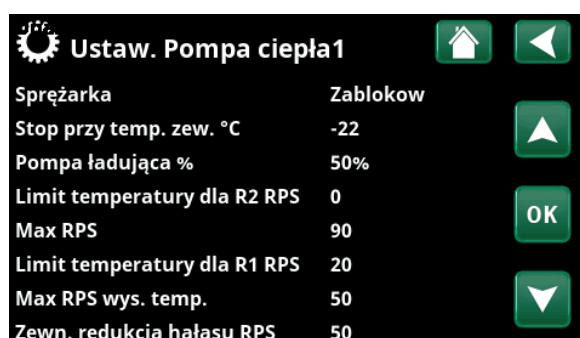 Ustaw. Pompa ciepła1
Sprężarka Zablokow
Stop przy temp. zew. °C -22
Pompa ładująca % 50%
Limit temperatury dla R2 RPS 0
Max RPS 90
Limit temperatury dla R1 RPS 20
Max RPS wys. temp. 50
Zewn. redukcja hałasu RPS 50
OK